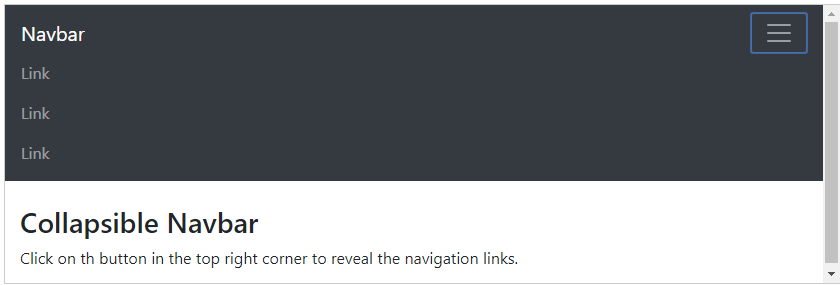 Navbar
Link
Link
Link
Collapsible Navbar
Click on th button in the top right corner to reveal the navigation links.